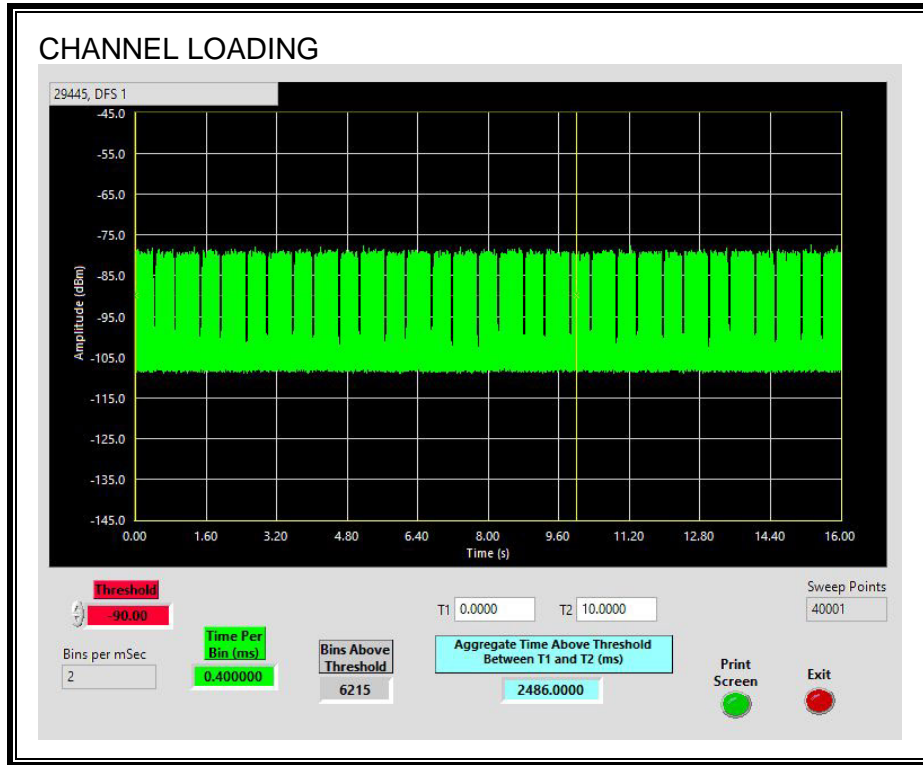 CHANNEL LOADING
29445, DFS 1
-45.0
-55.0
-65.0
-75.0
-85.0
-95.0
-105.0
-115.0
-125.0
-135.0
-145.0
Amplitude (dBm)
0.00 1.60 3.20 4.80 6.40 8.00 9.60 11.20 12.80 14.40 16.00
Time (s)
Threshold
-90.00
Bins per mSec
2
Time Per
Bin (ms)
0.400000
Bins Above
Threshold
6215
T1 0.0000 T2 10.0000
Aggregate Time Above Threshold
Between T1 and T2 (ms)
2486.0000
Sweep Points
40001
Print
Screen
Exit